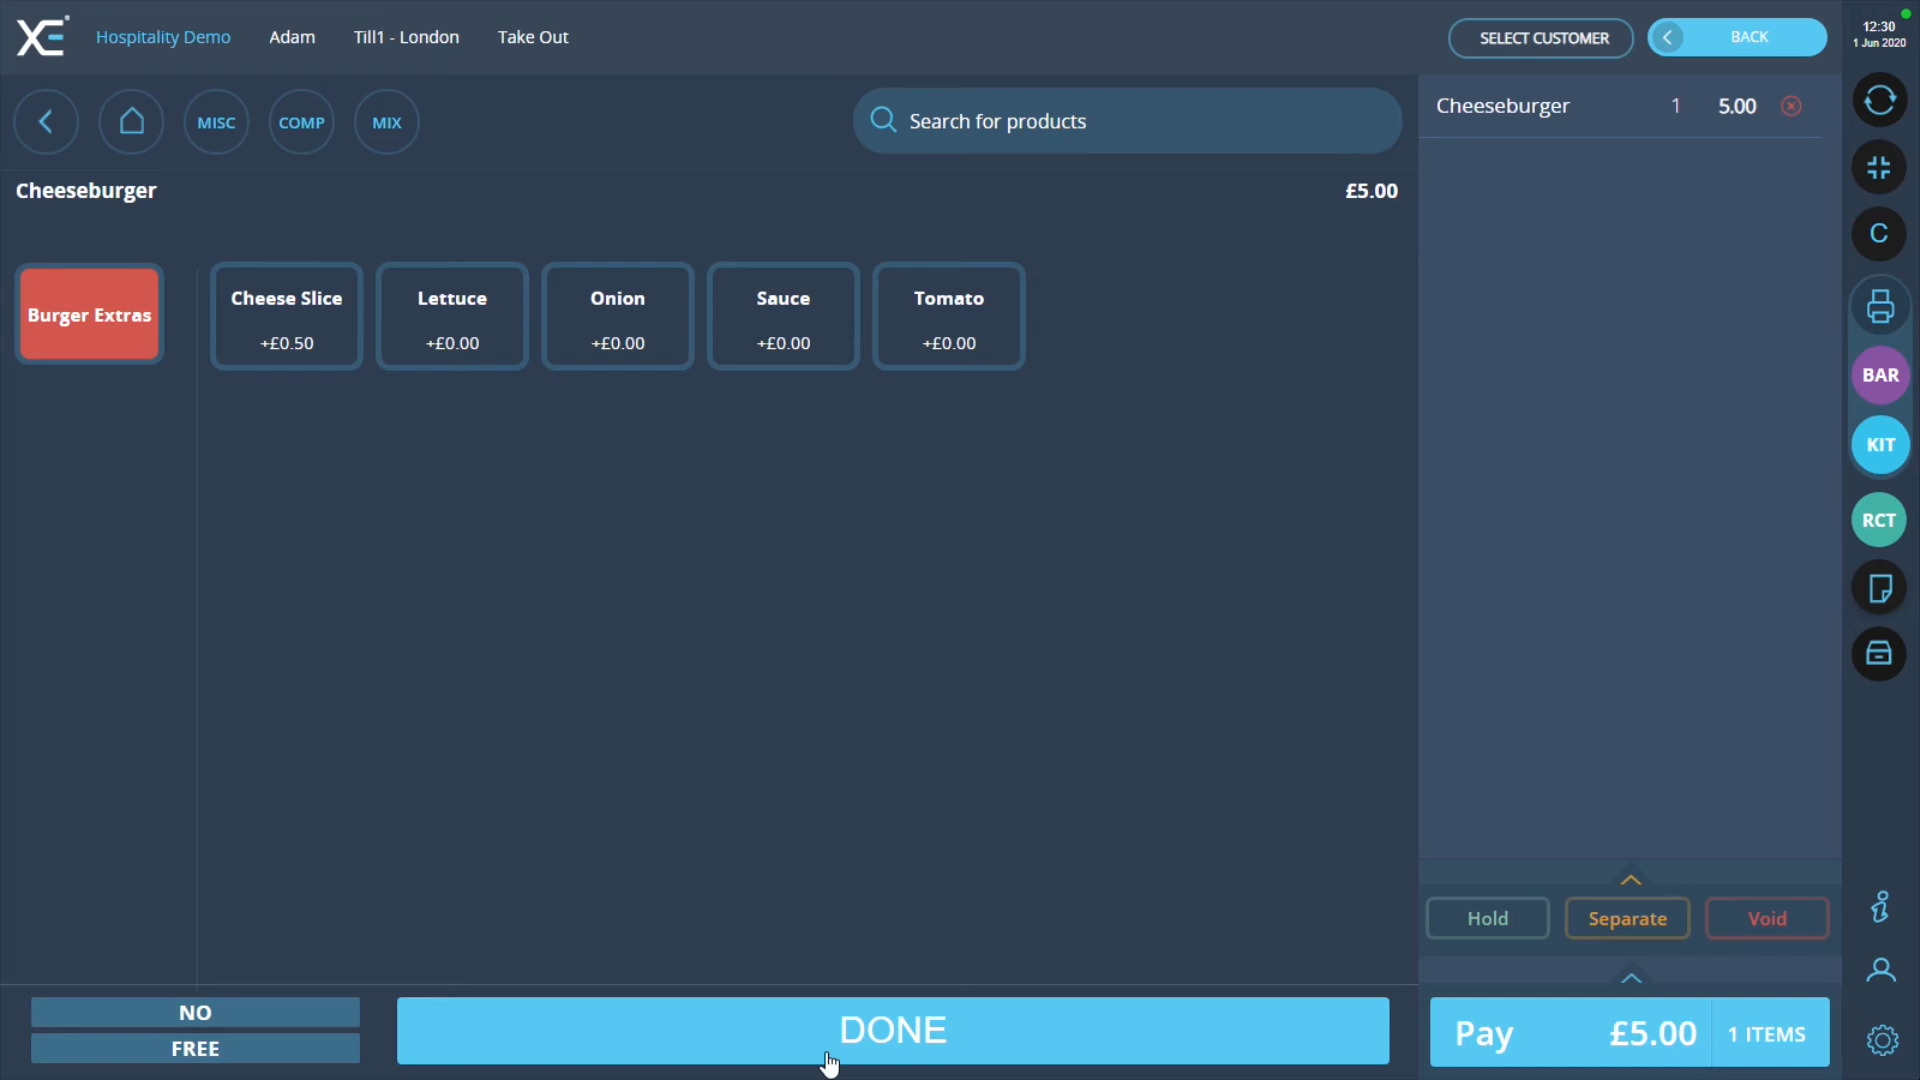 XE Hospitality Demo Adam Till1 - London Take Out SELECT CUSTOMER BACK 12:30
1 Jun 2020
MISC COMP MIX Search for products
Cheeseburger 1 5.00
Cheeseburger £5.00
C
Burger Extras
Cheese Slice Lettuce Onion Sauce Tomato
+£0.50 +£0.00 +£0.00 +£0.00 +£0.00
BAR
KIT
RCT
Hold Separate Void
NO
FREE
DONE
Pay £5.00 1 ITEMS